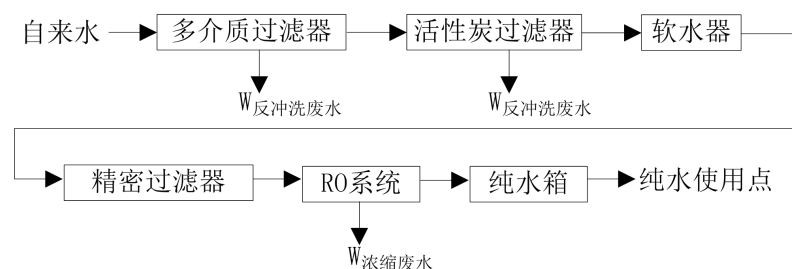 自来水 多介质过滤器 活性炭过滤器 软水器
W反冲洗废水 W反冲洗废水
精密过滤器 RO系统 纯水箱 纯水使用点
W浓缩废水